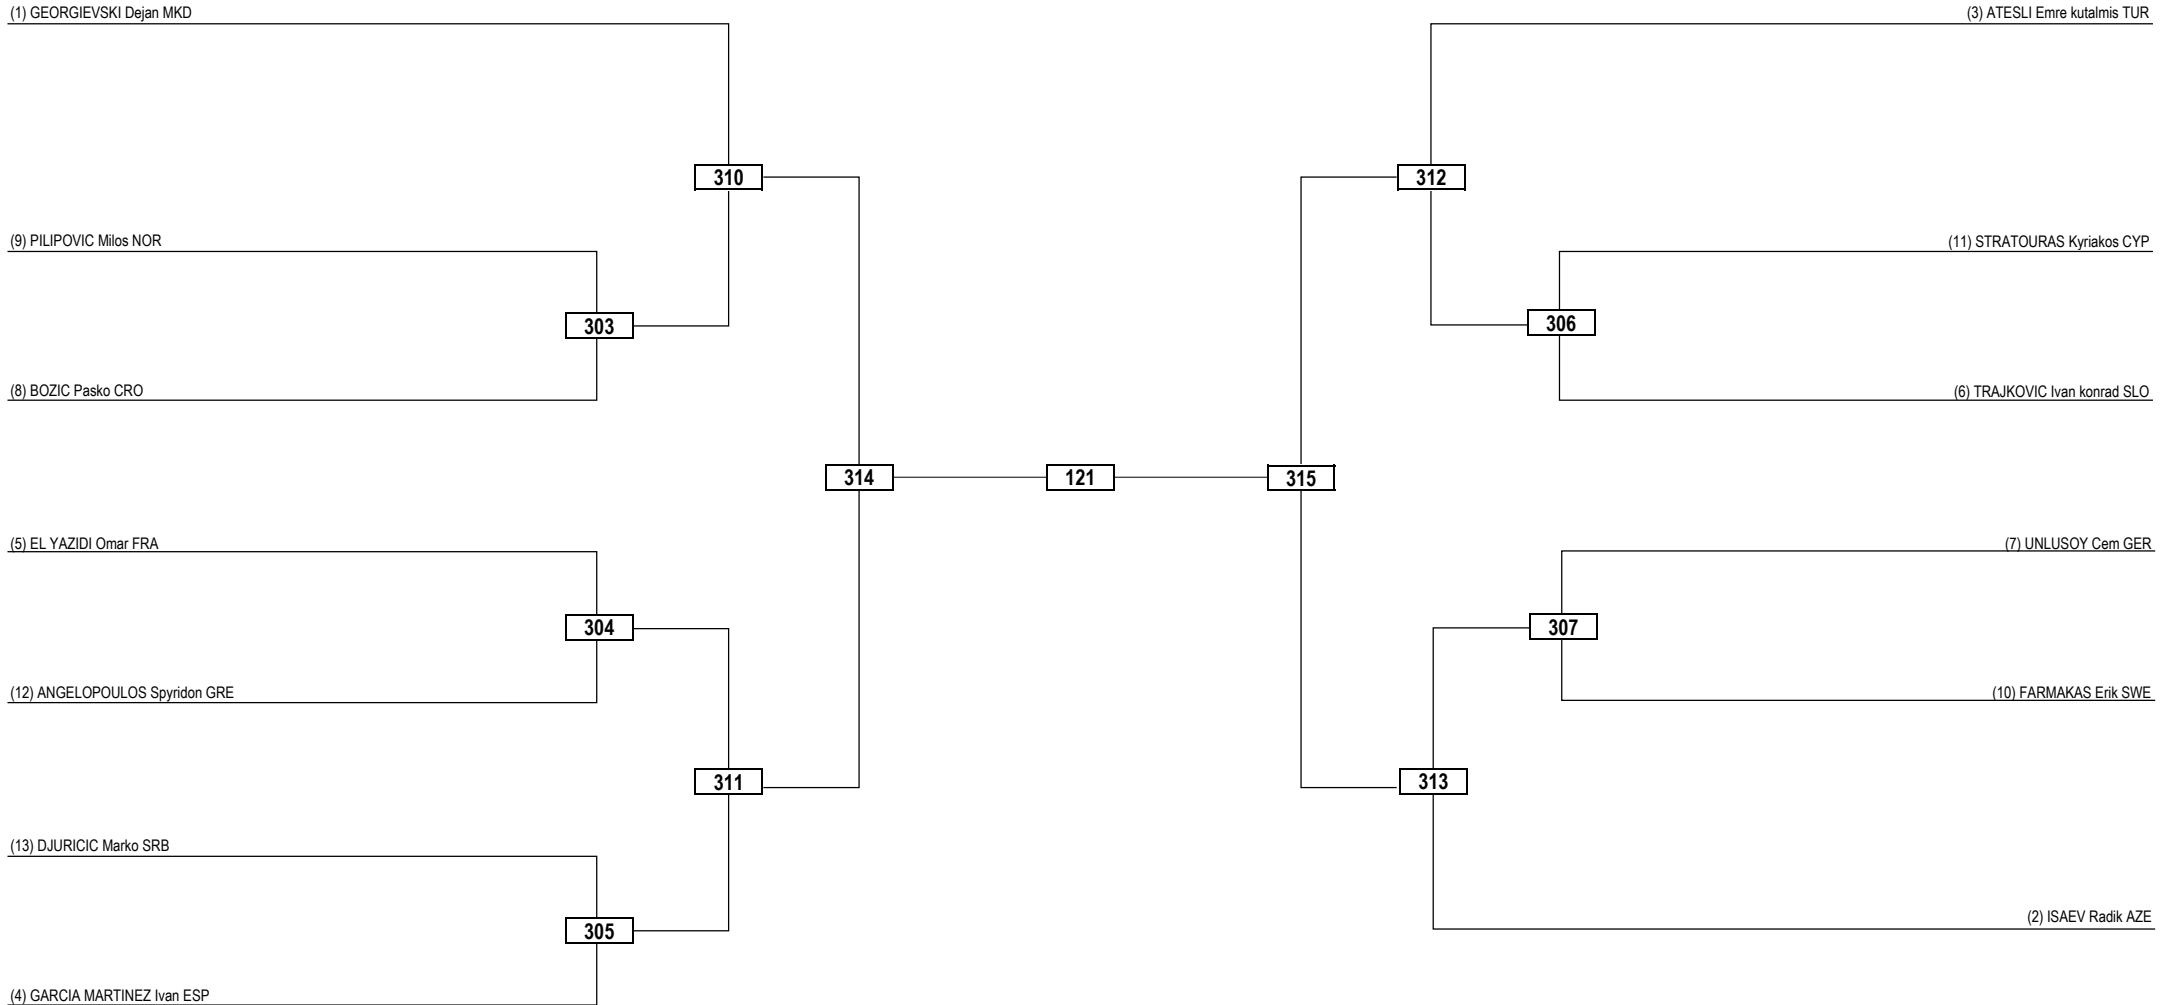 (1) GEORGIEVSKI Dejan MKD
(3) ATESLI Emre kutalmis TUR
310
312
(9) PILIPOVIC Milos NOR
(11) STRATOURAS Kyriakos CYP
303
306
(8) BOZIC Pasko CRO
(6) TRAJKOVIC Ivan konrad SLO
314
121
315
(5) EL YAZIDI Omar FRA
(7) UNLUSOY Cem GER
304
307
(12) ANGELOPOULOS Spyridon GRE
(10) FARMAKAS Erik SWE
311
313
(13) DJURICIC Marko SRB
(2) ISAEV Radik AZE
305
(4) GARCIA MARTINEZ Ivan ESP